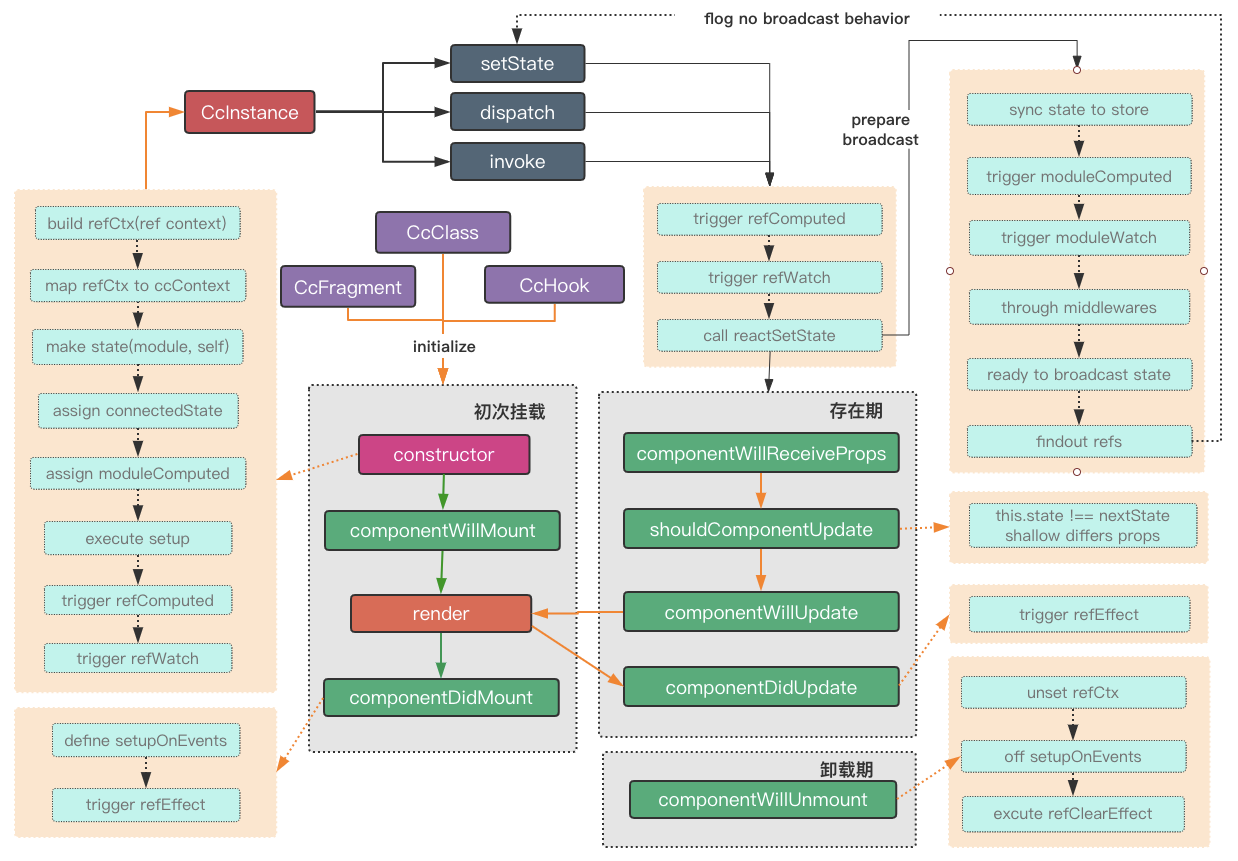 flog no broadcast behavior
setState
CcInstance
dispatch
invoke
prepare
broadcast
sync state to store
trigger moduleComputed
trigger moduleWatch
through middlewares
ready to broadcast state
findout refs
build refCtx(ref context)
map refCtx to ccContext
make state(module, self)
assign connectedState
assign moduleComputed
execute setup
trigger refComputed
trigger refWatch
CcClass
CcFragment
CcHook
initialize
trigger refComputed
trigger refWatch
call reactSetState
初次挂载
constructor
componentWillMount
render
componentDidMount
存在期
componentWillReceiveProps
shouldComponentUpdate
componentWillUpdate
componentDidUpdate
this.state !== nextState
shallow differs props
trigger refEffect
define setupOnEvents
trigger refEffect
卸载期
componentWillUnmount
unset refCtx
off setupOnEvents
excute refClearEffect